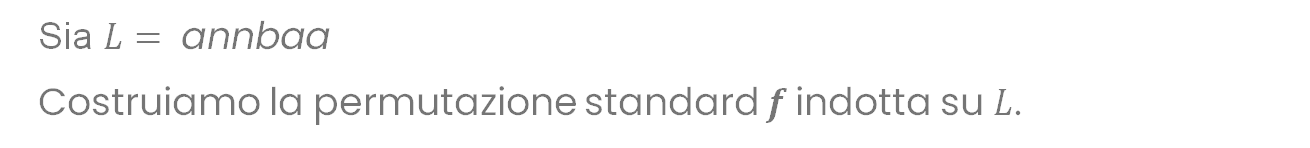 Sia L = annbaa
Costruiamo la permutazione standard f indotta su L.